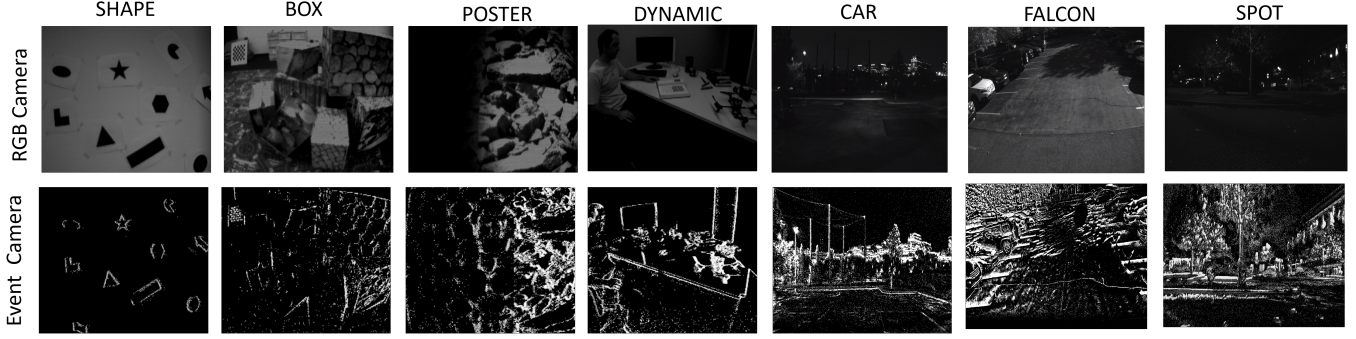 SHAPE BOX POSTER DYNAMIC CAR FALCON SPOT
RGB Camera
Event Camera